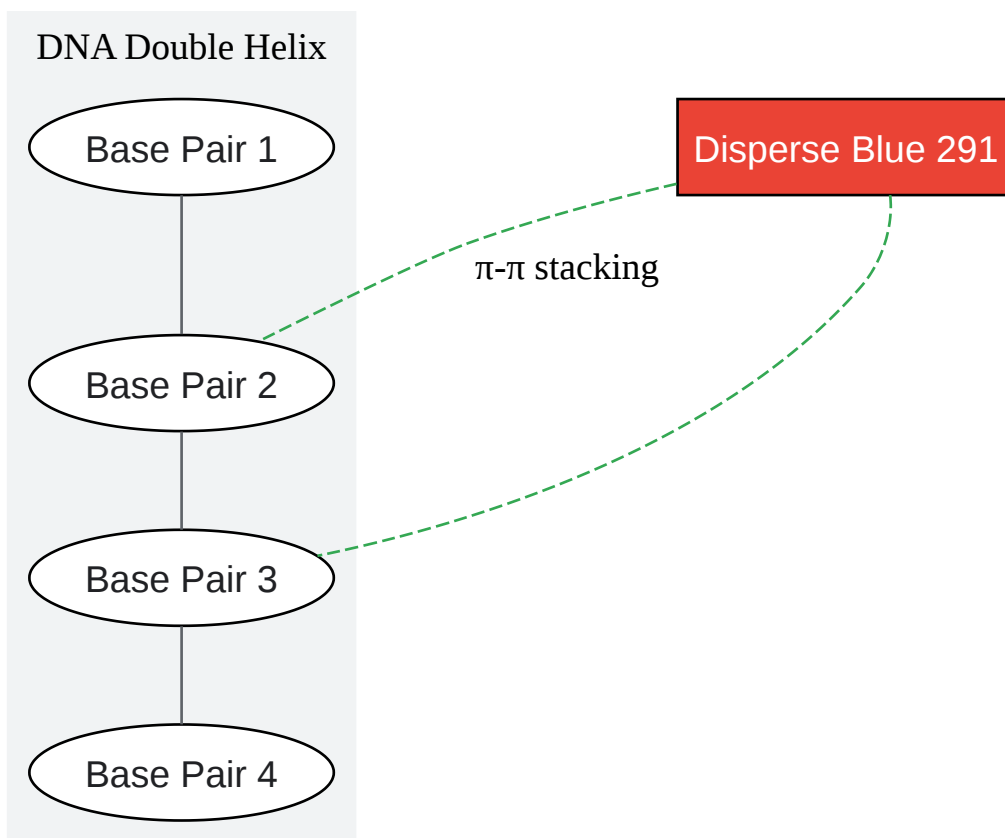 DNA Double Helix
Base Pair 1
Disperse Blue 291
π-π stacking
Base Pair 2
Base Pair 3
Base Pair 4